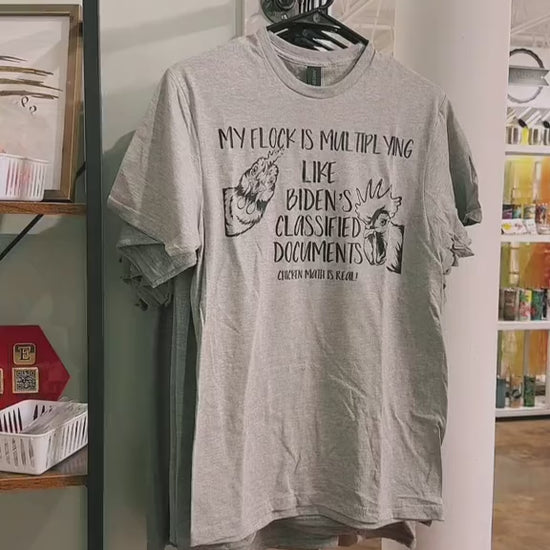 MY FLOCK IS MULTIPLYING
LIKE
BIDEN'S
CLASSIFIED
DOCUMENTS
CHICKEN MATH IS REAL!
E